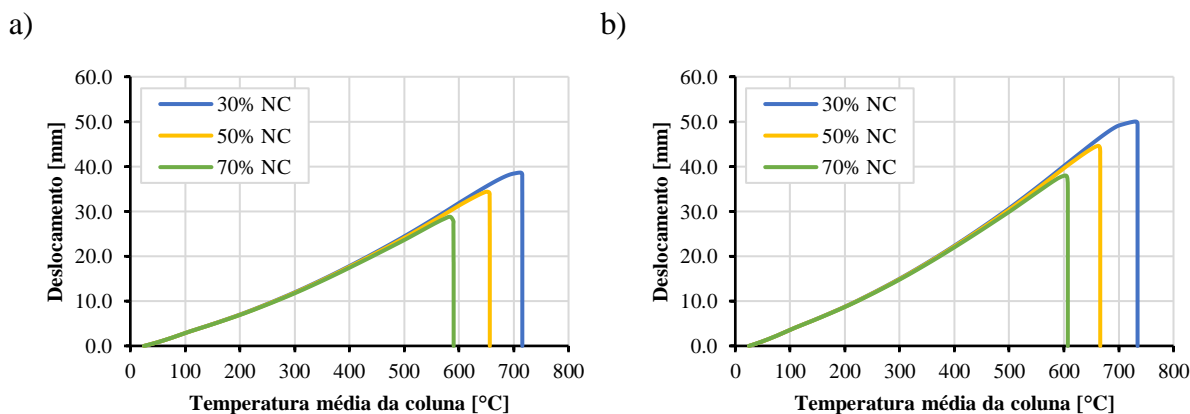 a)
60.0
50.0
40.0
30.0
20.0
10.0
0.0
Deslocamento [mm]
30% NC
50% NC
70% NC
0 100 200 300 400 500 600 700 800
Temperatura média da coluna [°C]
b)
60.0
50.0
40.0
30.0
20.0
10.0
0.0
Deslocamento [mm]
30% NC
50% NC
70% NC
0 100 200 300 400 500 600 700 800
Temperatura média da coluna [°C]